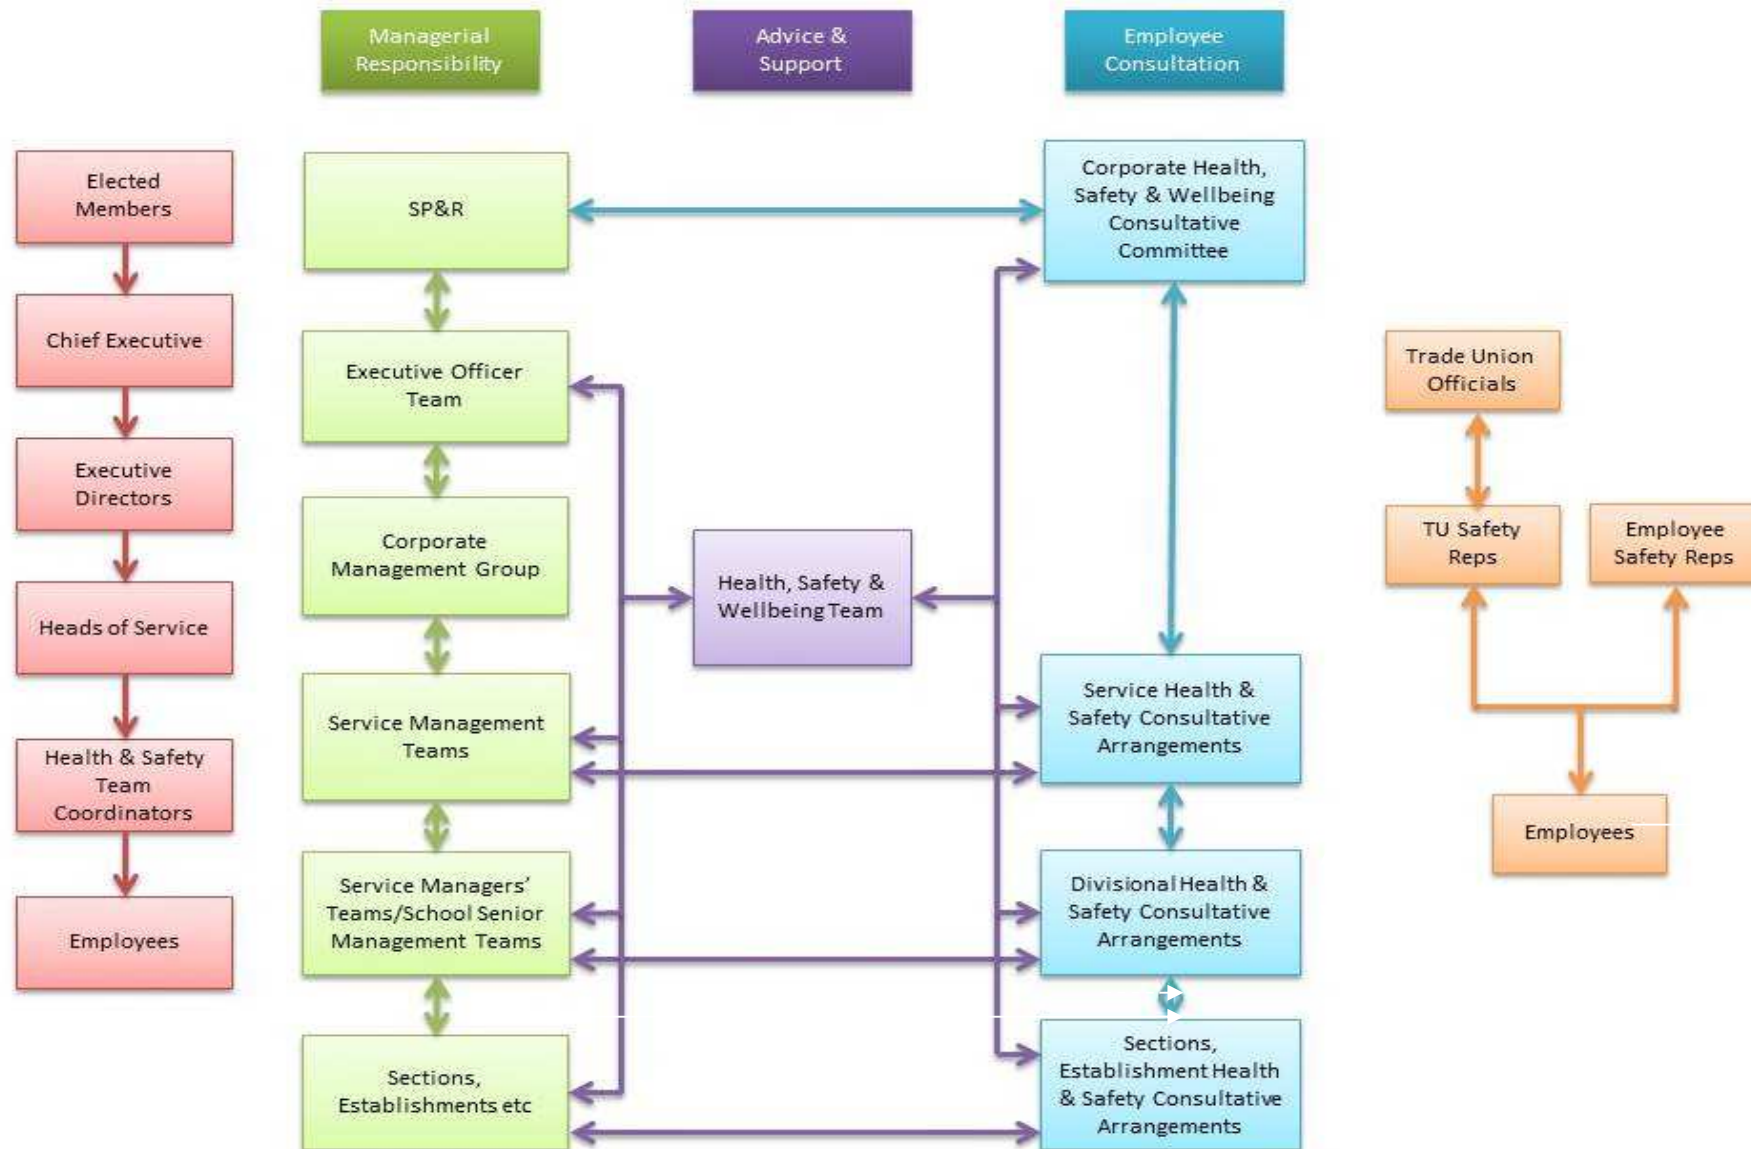 Managerial
Responsibility
Advice &
Support
Employee
Consultation
Elected
Members
Chief Executive
Executive
Directors
Heads of Service
Health & Safety
Team
Coordinators
Employees
SP&R
Executive Officer
Team
Corporate
Management Group
Service Management
Teams
Service Managers’
Teams/School Senior
Management Teams
Sections,
Establishments etc
Health, Safety &
Wellbeing Team
Corporate Health,
Safety & Wellbeing
Consultative
Committee
Service Health &
Safety Consultative
Arrangements
Divisional Health &
Safety Consultative
Arrangements
Sections,
Establishment Health
& Safety Consultative
Arrangements
Trade Union
Officials
TU Safety
Reps
Employee
Safety Reps
Employees